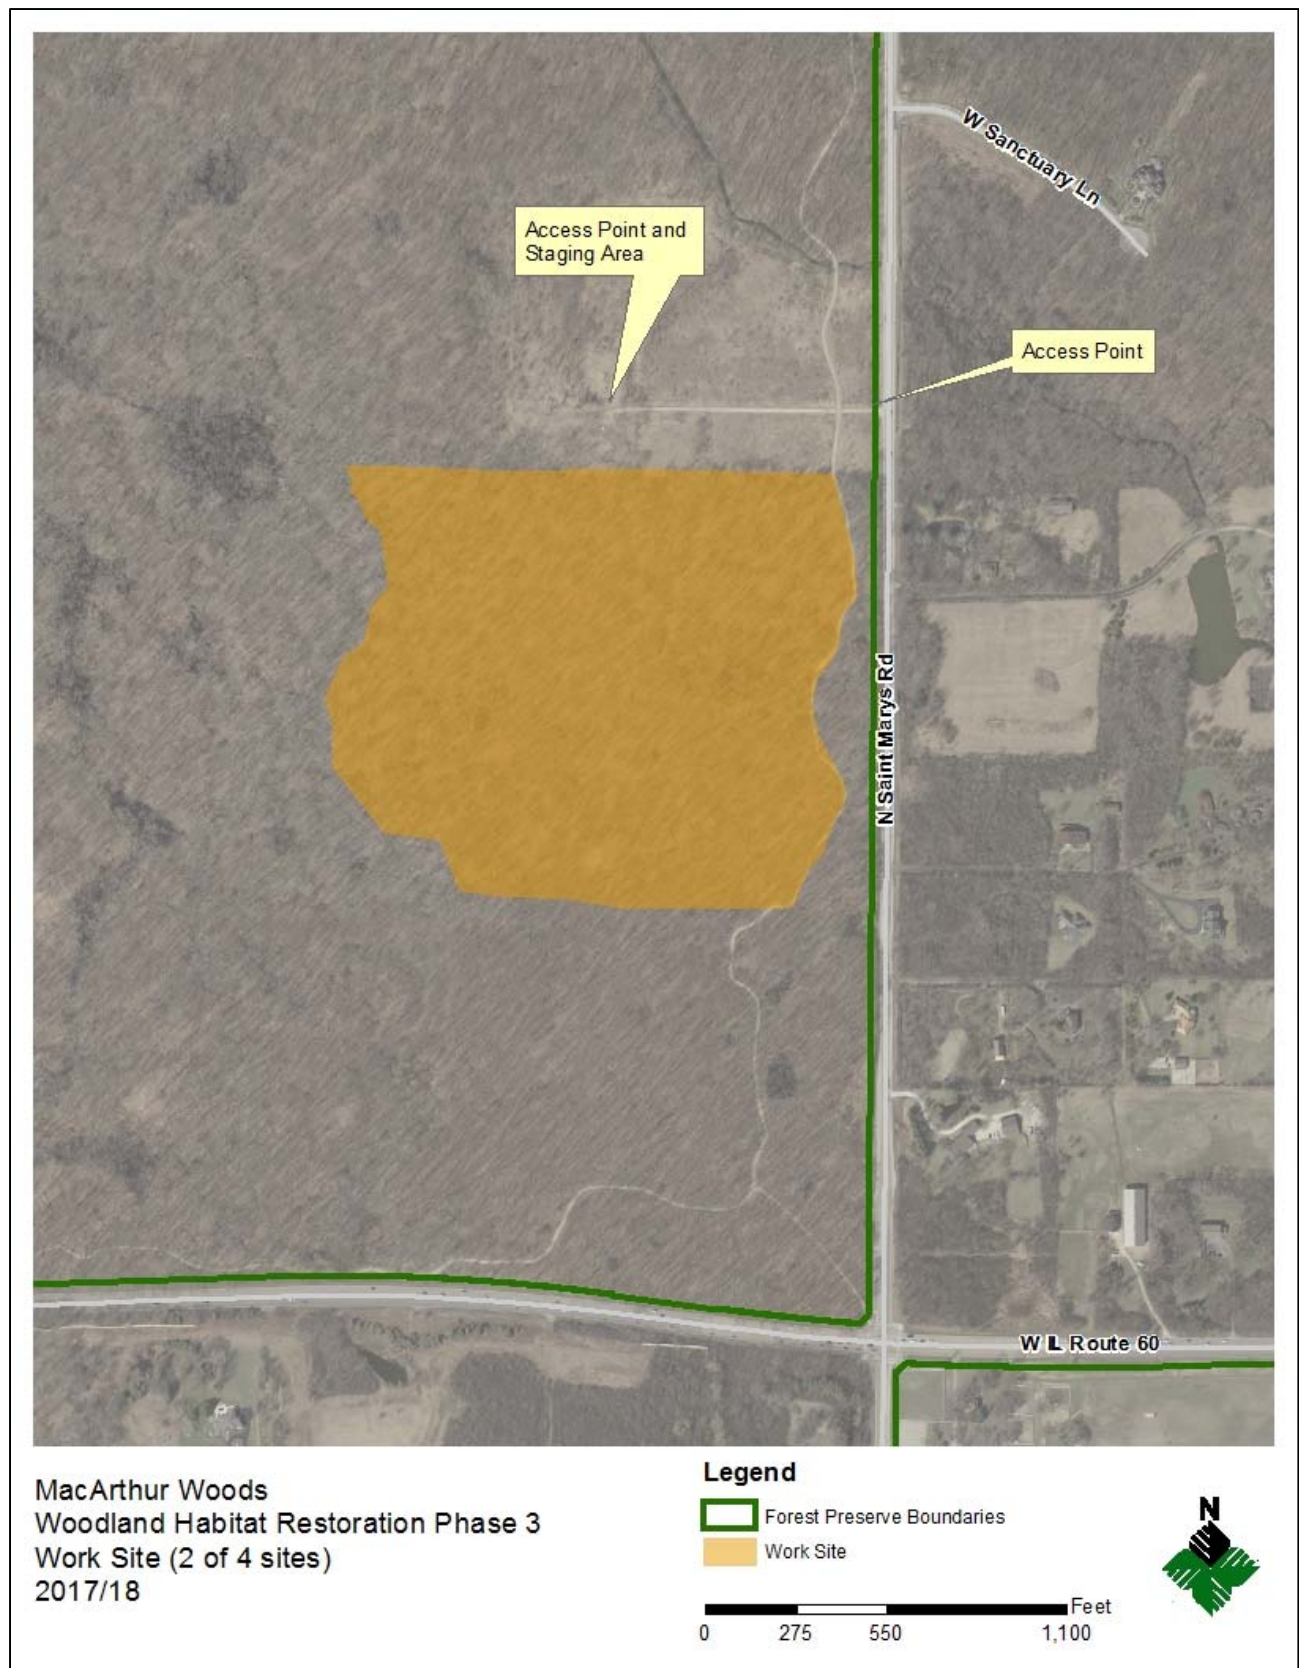 W Sanctuary Ln
Access Point and
Staging Area
Access Point
N Saint Marys Rd
W IL Route 60
MacArthur Woods
Woodland Habitat Restoration Phase 3
Work Site (2 of 4 sites)
2017/18
Legend
Forest Preserve Boundaries
Work Site
Feet
0 275 550 1,100
N